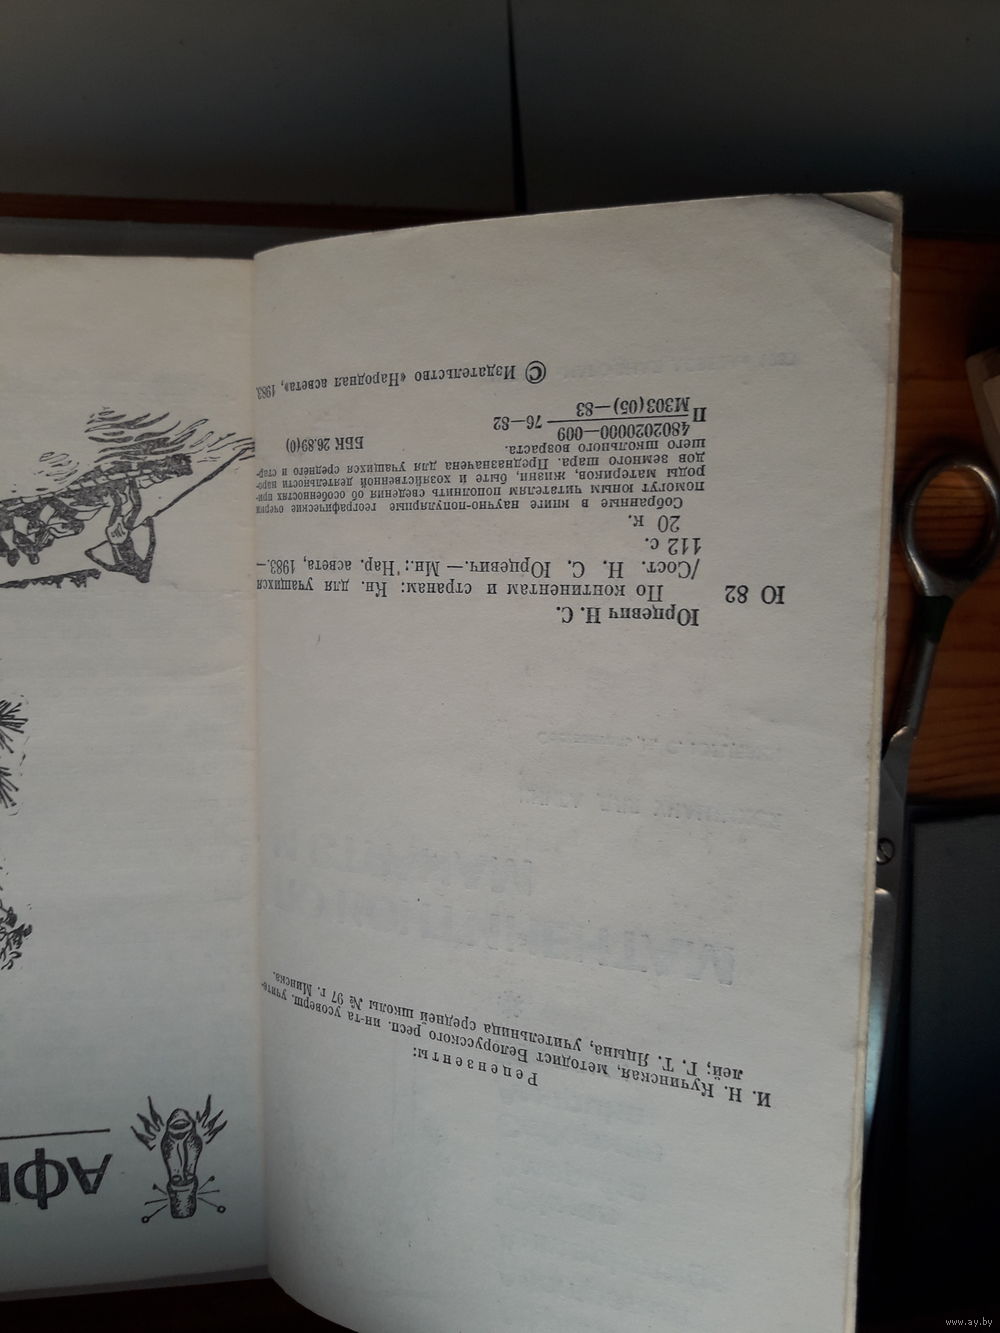 Рецензенты:
И. Н. Кучинская, методист Белорусского респ. ин-та усоверш. учите-
лей; Г. Т. Яцына, учительница средней школы № 97 г. Минска.
Юрцевич Н. С.
Ю 82 По континентам и странам: Кн. для учащихся
/Сост. Н. С. Юрцевич.— Мн.: Нар. асвета, 1983.—
112 с.
20 к.
Собранные в книге научно-популярные географические очерки
помогут юным читателям пополнить сведения об особенностях при-
роды материков, жизни, быте и хозяйственной деятельности наро-
дов земного шара. Предназначена для учащихся среднего и стар-
шего школьного возраста.
4802020000—009
П ———— 76—82
М303(05)—83
ББК 26.89(0)
© Издательство «Народная асвета», 1983.
АФ
www.ay.by